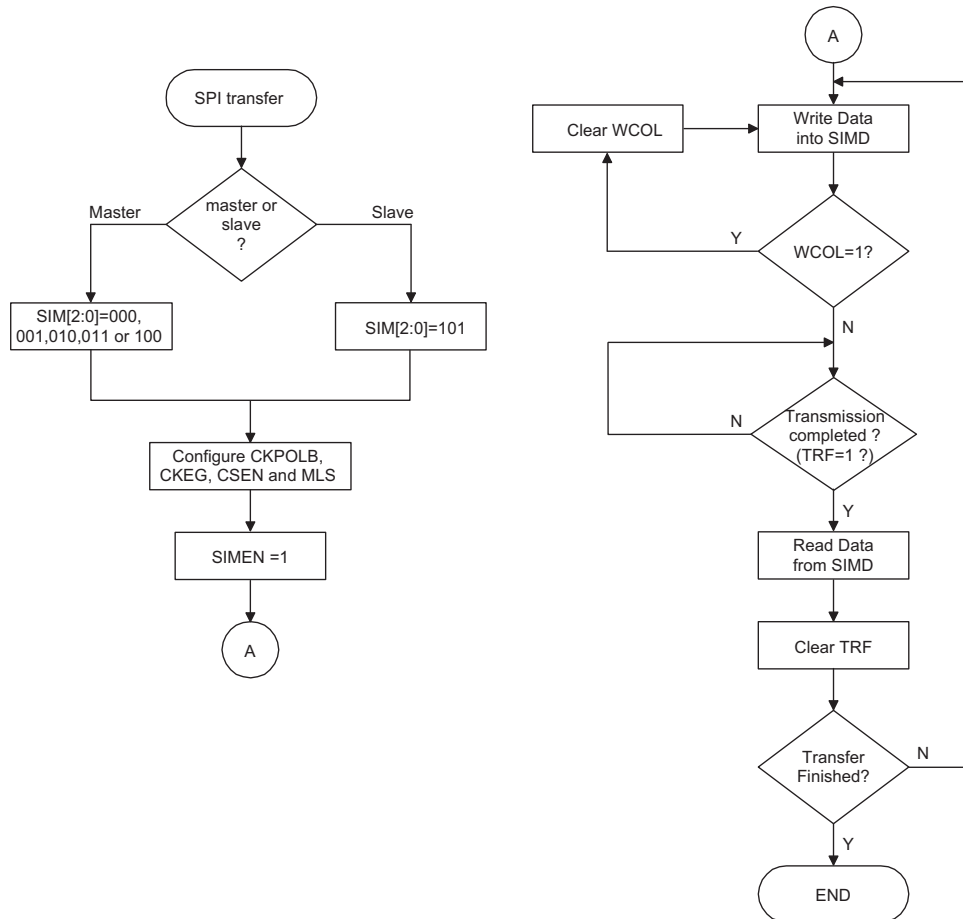 SPI transfer
master or
slave
?
Master
Slave
SIM[2:0]=000,
001,010,011 or 100
SIM[2:0]=101
Configure CKPOLB,
CKEG, CSEN and MLS
SIMEN =1
A
A
Write Data
into SIMD
Clear WCOL
Y
WCOL=1?
N
N
Transmission
completed ?
(TRF=1 ?)
Y
Read Data
from SIMD
Clear TRF
Transfer
Finished?
N
Y
END